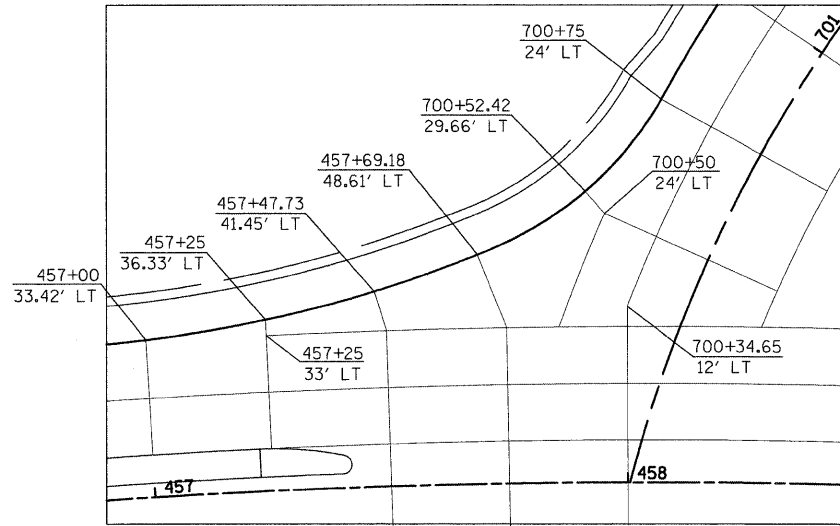 701
700+75
24' LT
700+52.42
29.66' LT
457+69.18
48.61' LT
700+50
24' LT
457+47.73
41.45' LT
457+25
36.33' LT
457+00
33.42' LT
457+25
33' LT
700+34.65
12' LT
457
458